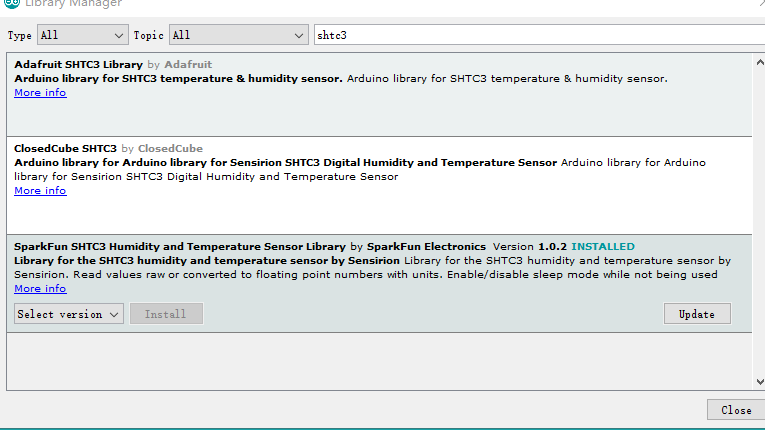 Library Manager
Type All Topic All shtc3
Adafruit SHTC3 Library by Adafruit
Arduino library for SHTC3 temperature & humidity sensor. Arduino library for SHTC3 temperature & humidity sensor.
More info
ClosedCube SHTC3 by ClosedCube
Arduino library for Arduino library for Sensirion SHTC3 Digital Humidity and Temperature Sensor Arduino library for Arduino
library for Sensirion SHTC3 Digital Humidity and Temperature Sensor
More info
SparkFun SHTC3 Humidity and Temperature Sensor Library by SparkFun Electronics Version 1.0.2 INSTALLED
Library for the SHTC3 humidity and temperature sensor by Sensirion Library for the SHTC3 humidity and temperature sensor by
Sensirion. Read values raw or converted to floating point numbers with units. Enable/disable sleep mode while not being used
More info
Select version Install Update
Close